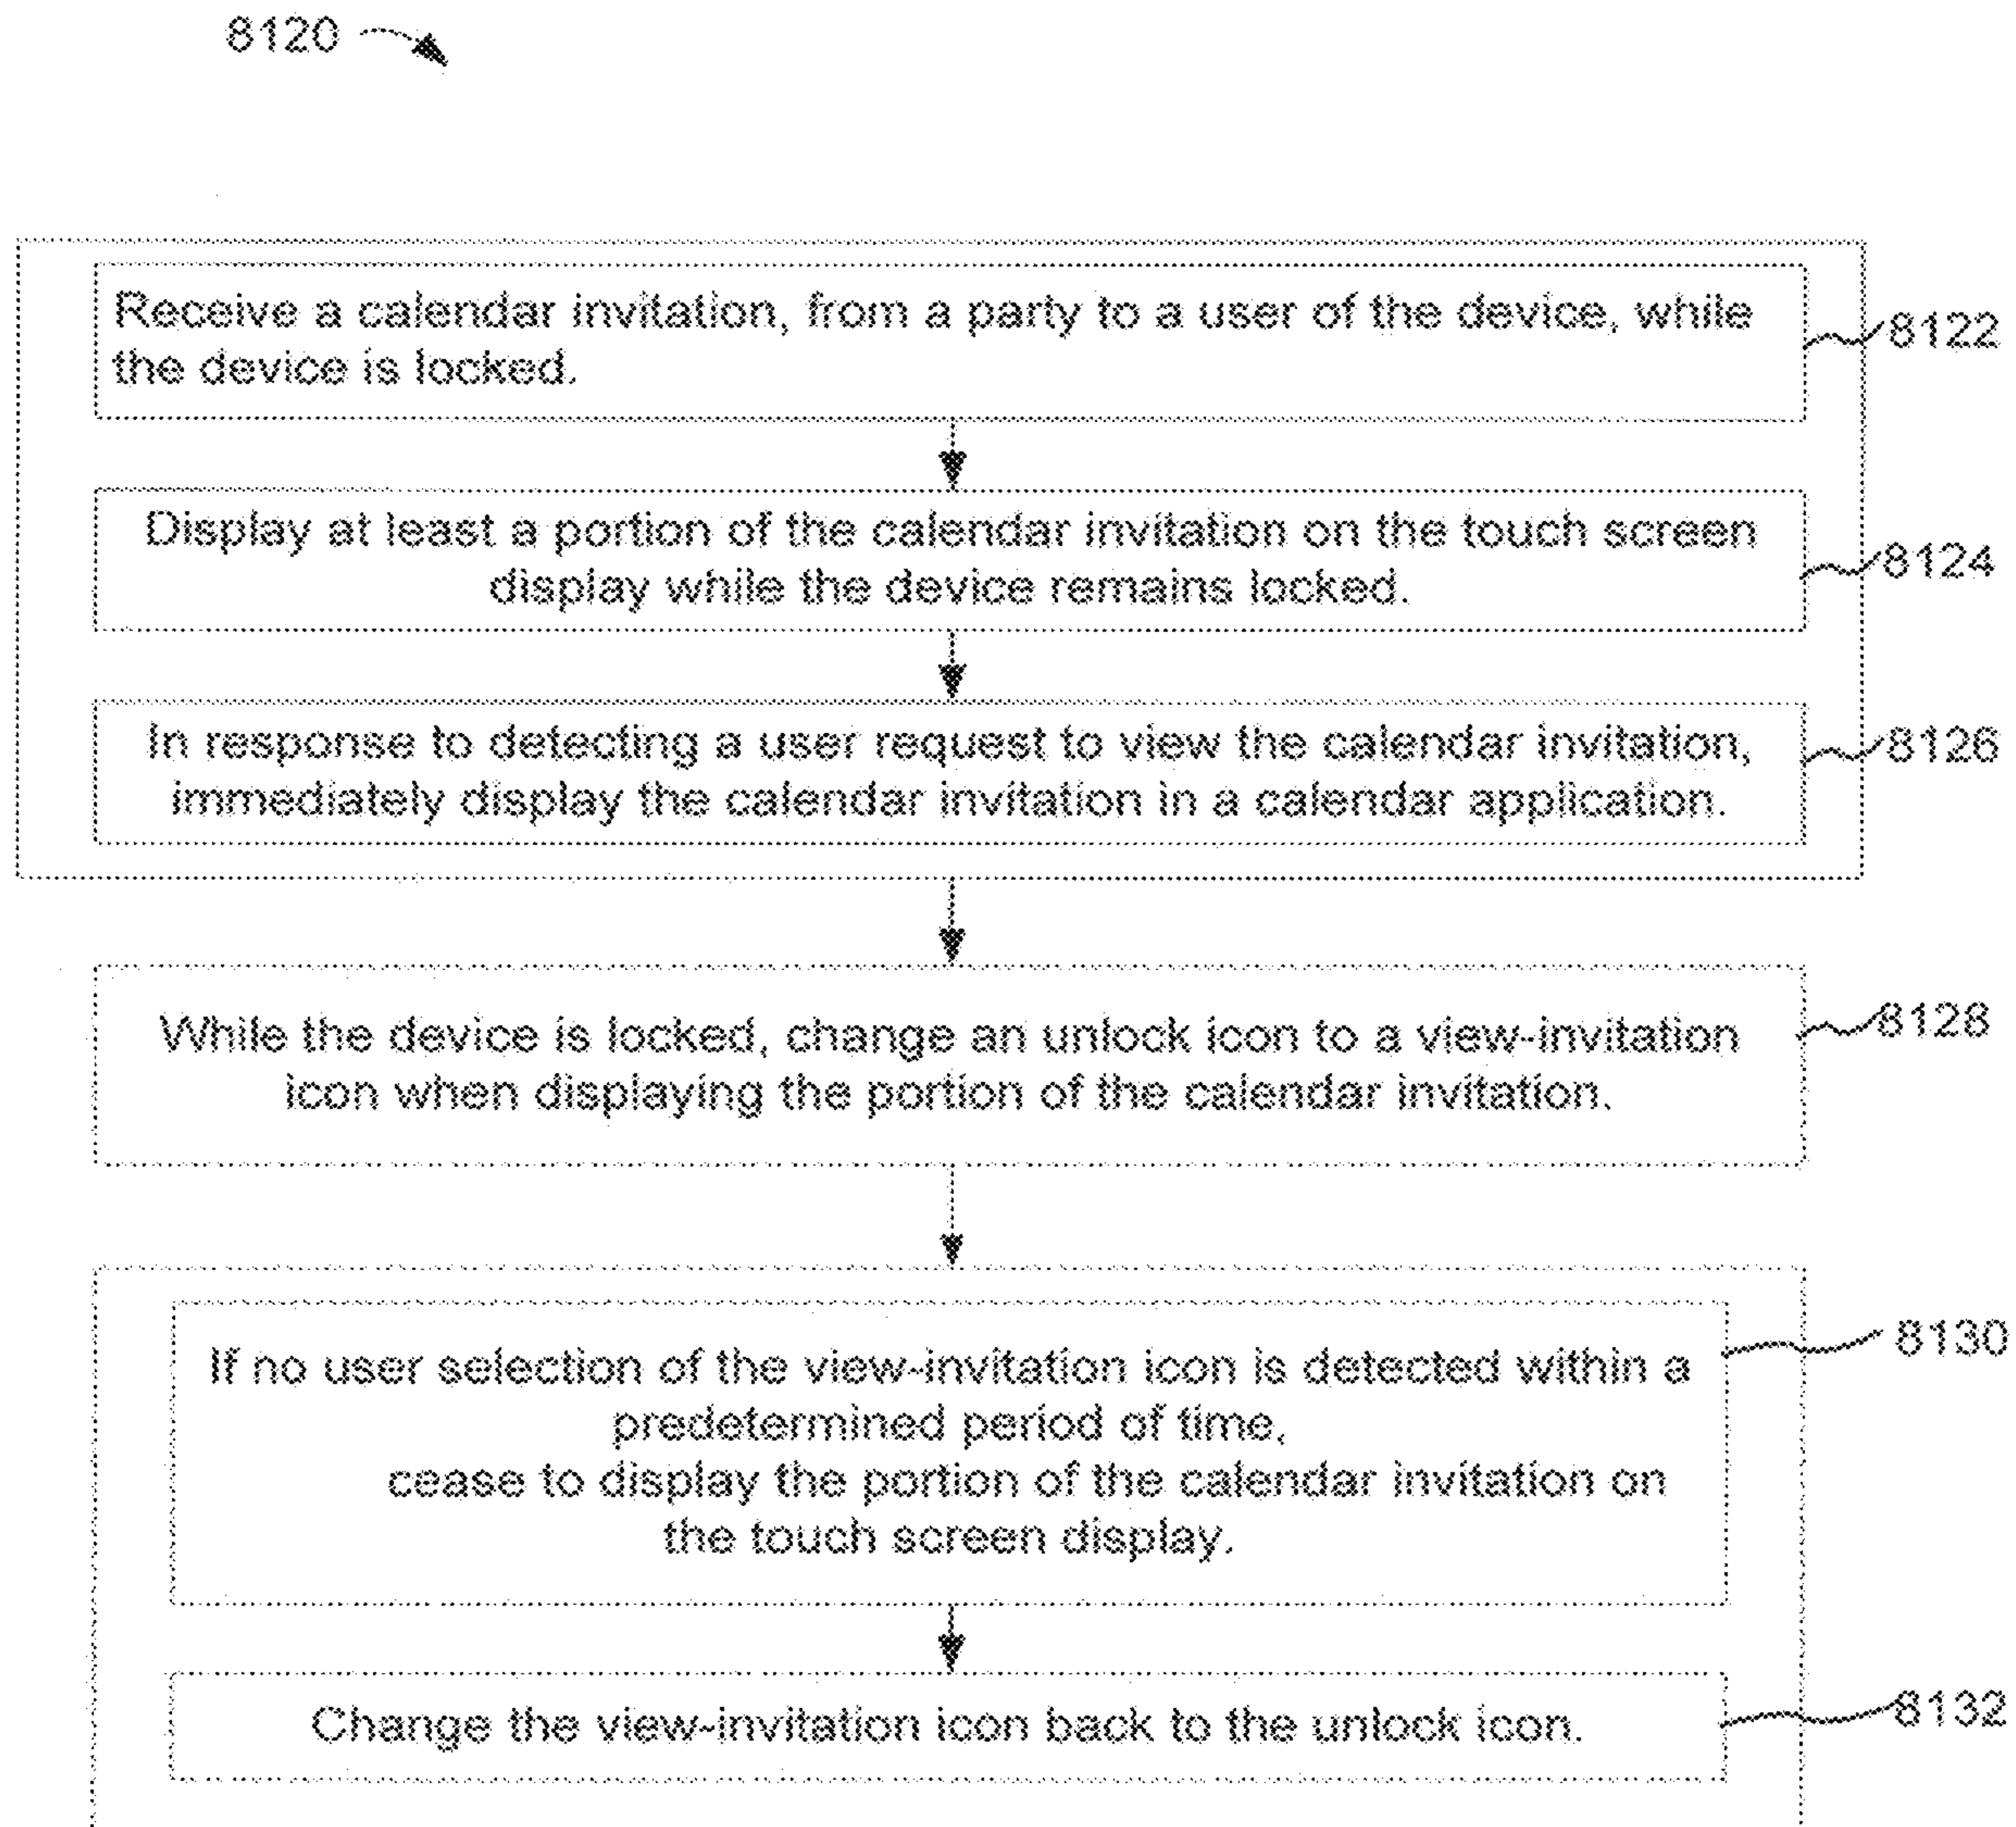 8120
Receive a calendar invitation, from a party to a user of the device, while
the device is locked.
8122
Display at least a portion of the calendar invitation on the touch screen
display while the device remains locked.
8124
In response to detecting a user request to view the calendar invitation,
immediately display the calendar invitation in a calendar application.
8126
While the device is locked, change an unlock icon to a view-invitation
icon when displaying the portion of the calendar invitation.
8128
If no user selection of the view-invitation icon is detected within a
predetermined period of time,
cease to display the portion of the calendar invitation on
the touch screen display.
8130
Change the view-invitation icon back to the unlock icon.
8132